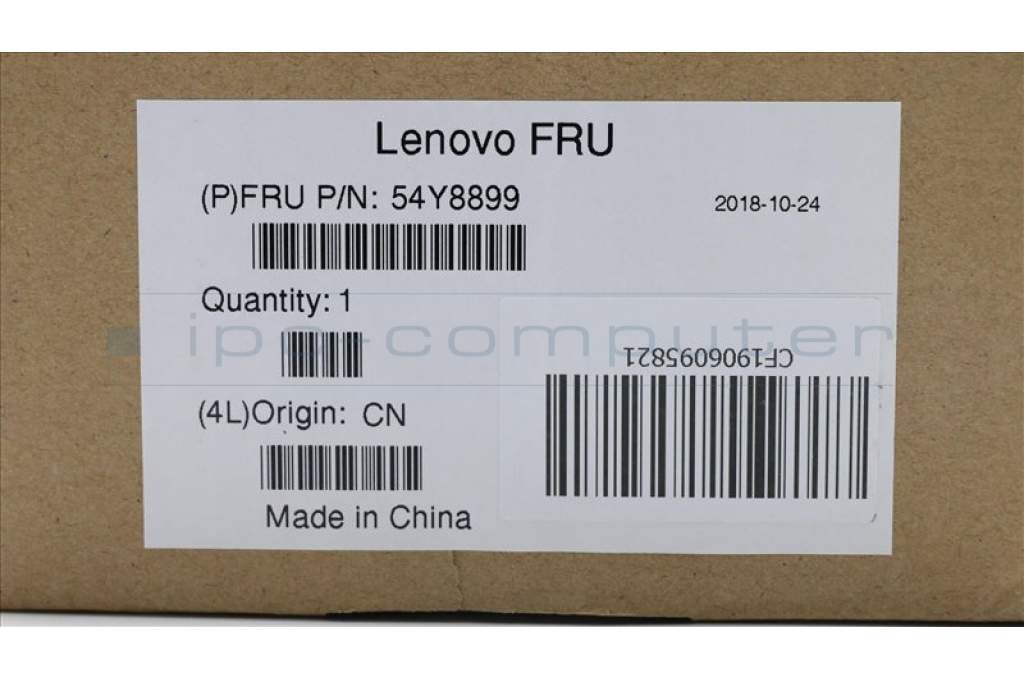 Lenovo FRU
(P)FRU P/N: 54Y8899
2018-10-24
Quantity: 1
ipc-computer
CF1906095821
(4L)Origin: CN
Made in China